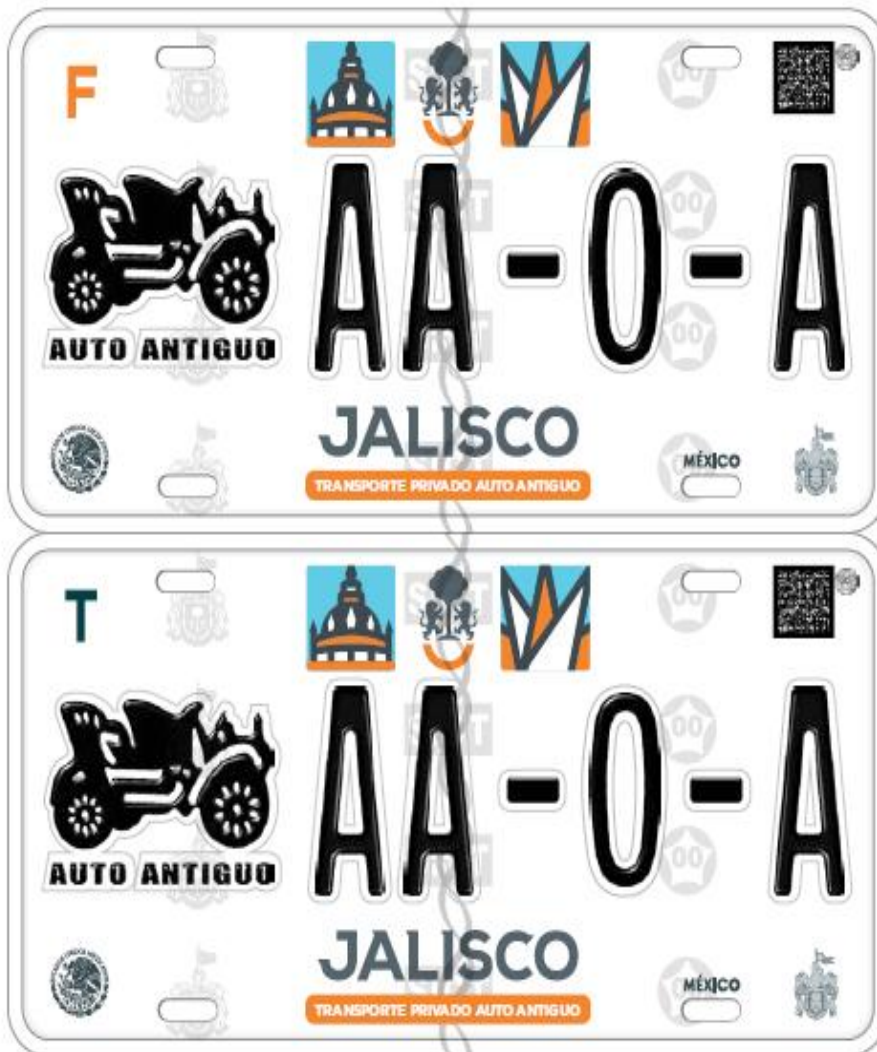 F
AA-0-A
AUTO ANTIGUO
JALISCO
MÉXICO
TRANSPORTE PRIVADO AUTO ANTIGUO
T
AA-0-A
AUTO ANTIGUO
JALISCO
MÉXICO
TRANSPORTE PRIVADO AUTO ANTIGUO